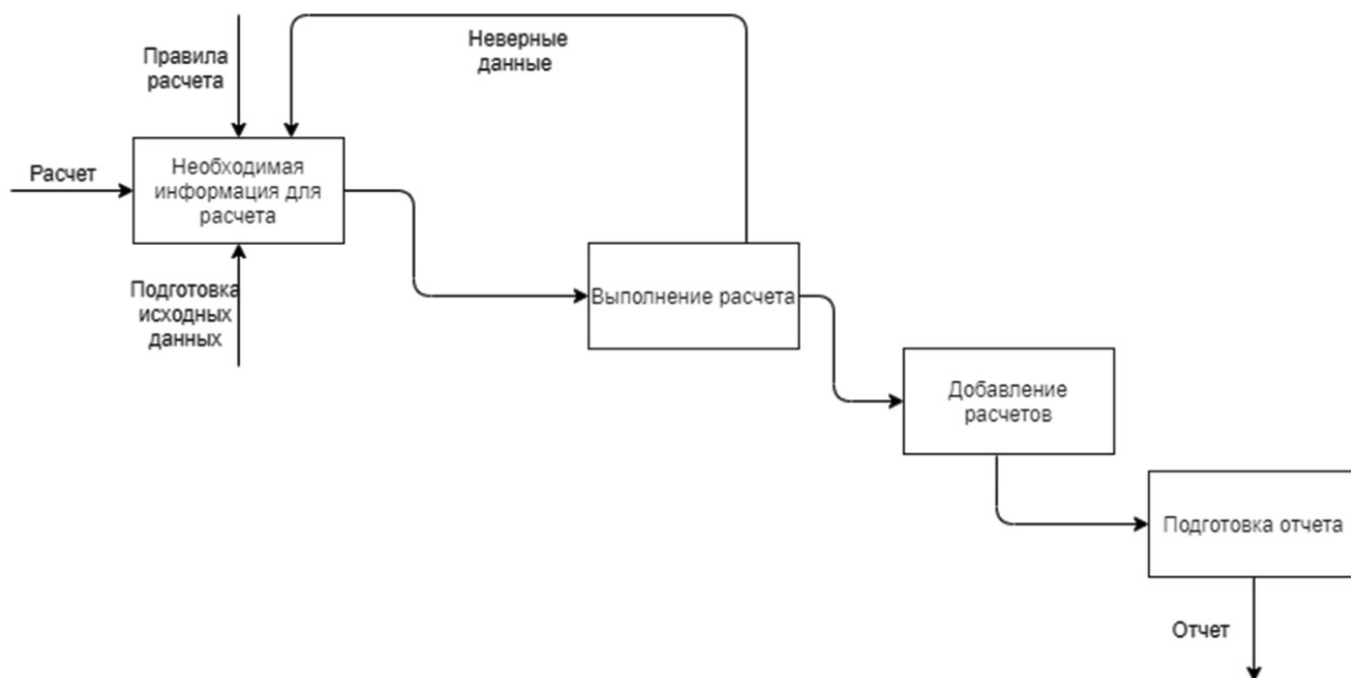 Правила
расчета
Неверные
данные
Расчет
Необходимая
информация для
расчета
Подготовка
исходных
данных
Выполнение расчета
Добавление
расчетов
Подготовка отчета
Отчет